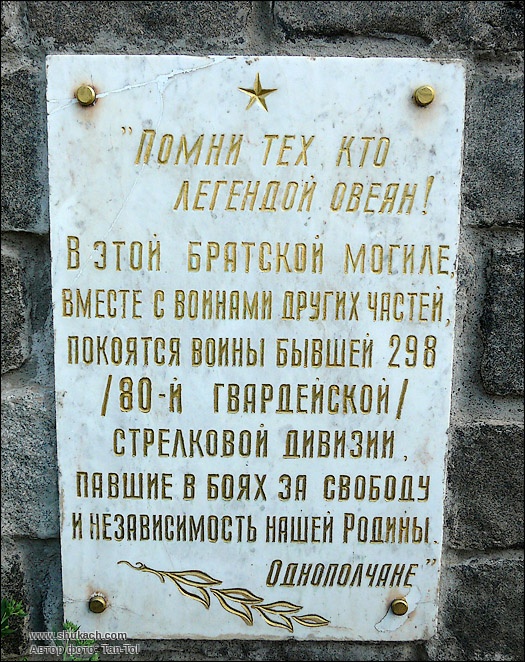 "Помни тех кто
легендой овеян!
В этой братской могиле,
вместе с воинами других частей,
покоятся воины бывшей 298
/80-й гвардейской/
стрелковой дивизии,
павшие в боях за свободу
и независимость нашей Родины.
Однополчане"
www.shukach.com
Автор фото- Tan-Tol